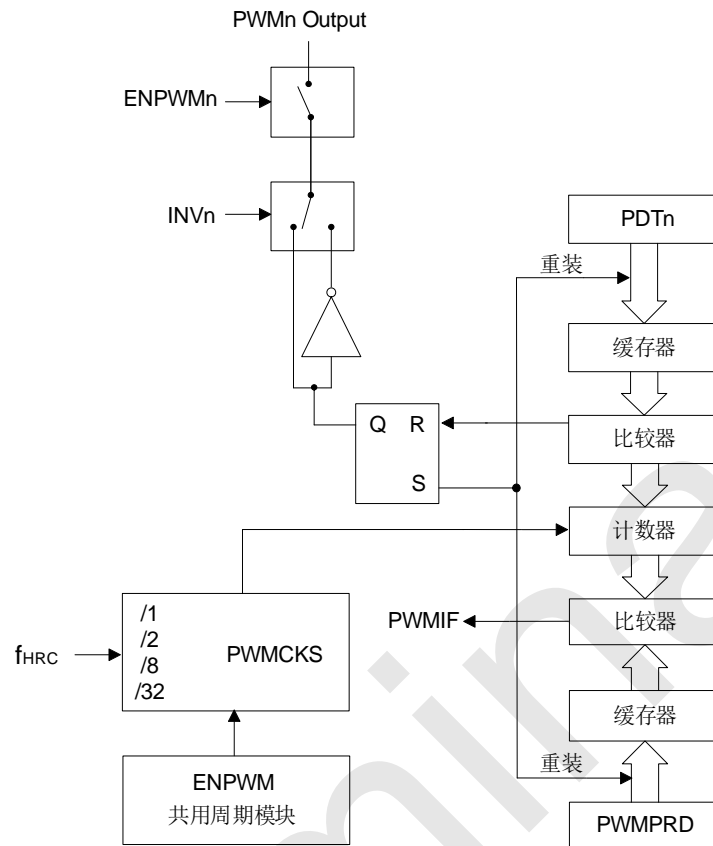 PWMn Output
ENPWMn
INVn
PDTn
重装
缓存器
Q R
S
比较器
计数器
/1
/2
/8
/32
PWMCKS
fHRC
PWMIF
比较器
缓存器
重装
ENPWM
共用周期模块
PWMPRD